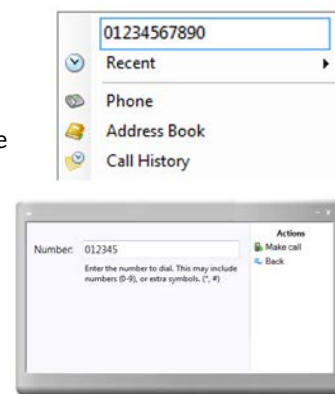 01234567890
Recent
Phone
e
Address Book
Call History
Actions
Number: 012345
Make call
Enter the number to dial. This may include
numbers (0-9), or extra symbols. (*, #)
Back